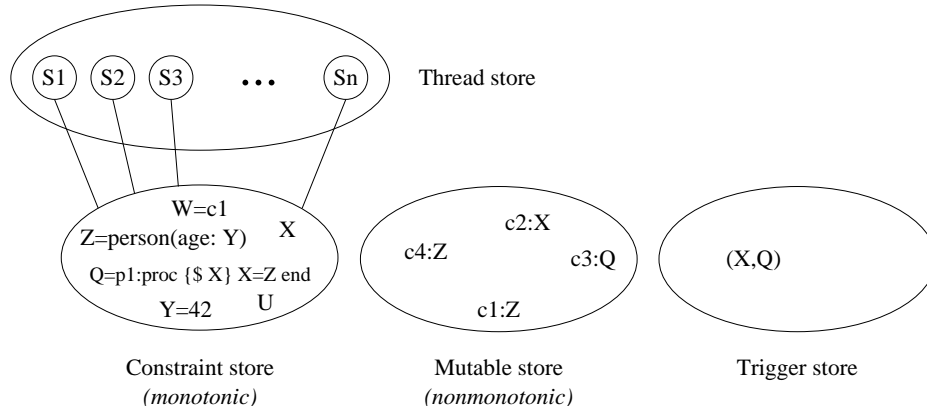 S1 S2 S3 ... Sn
Thread store
W=c1
Z=person(age: Y) X
Q=p1:proc {$ X} X=Z end
Y=42 U
c2:X
c4:Z
c3:Q
c1:Z
(X,Q)
Constraint store
(monotonic)
Mutable store
(nonmonotonic)
Trigger store